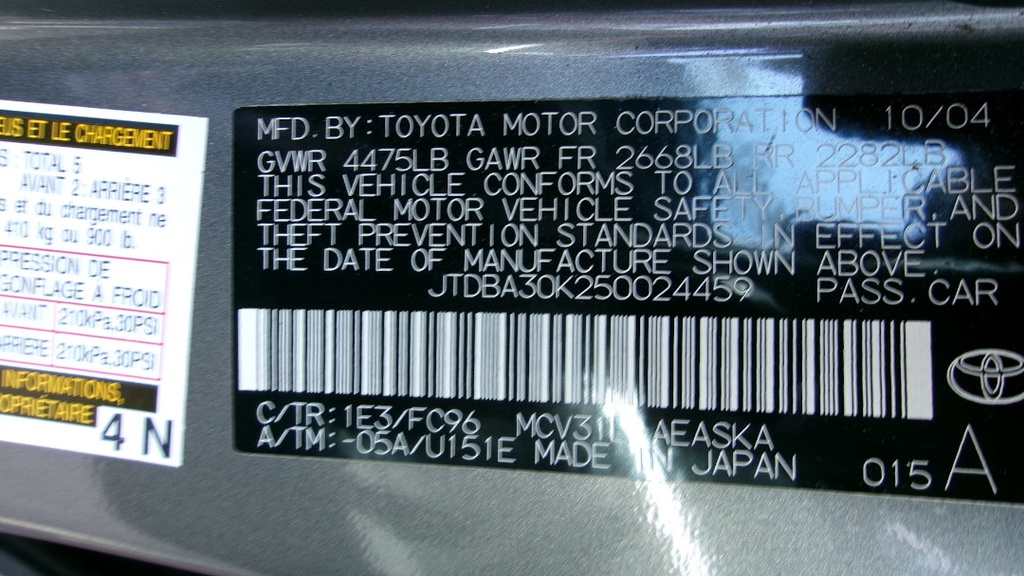 EUS ET LE CHARGEMENT
S : TOTAL 5
AVANT 2 : ARRIÈRE 3
s et du chargement ne
410 kg ou 900 lb.
PRESSION DE
GONFLAGE À FROID
AVANT 210kPa,30PSI
ARRIÈRE 210kPa,30PSI
INFORMATIONS,
OPRIÉTAIRE
4 N
MFD. BY: TOYOTA MOTOR CORPORATION 10/04
GVWR 4475LB GAWR FR 2668LB RR 2282LB
THIS VEHICLE CONFORMS TO ALL APPLICABLE
FEDERAL MOTOR VEHICLE SAFETY, BUMPER, AND
THEFT PREVENTION STANDARDS IN EFFECT ON
THE DATE OF MANUFACTURE SHOWN ABOVE.
JTDBA30K250024459 PASS. CAR
C/TR: 1E3/FC96 AEASKA
A/TM: -05A/U151E MADE IN JAPAN
015 A